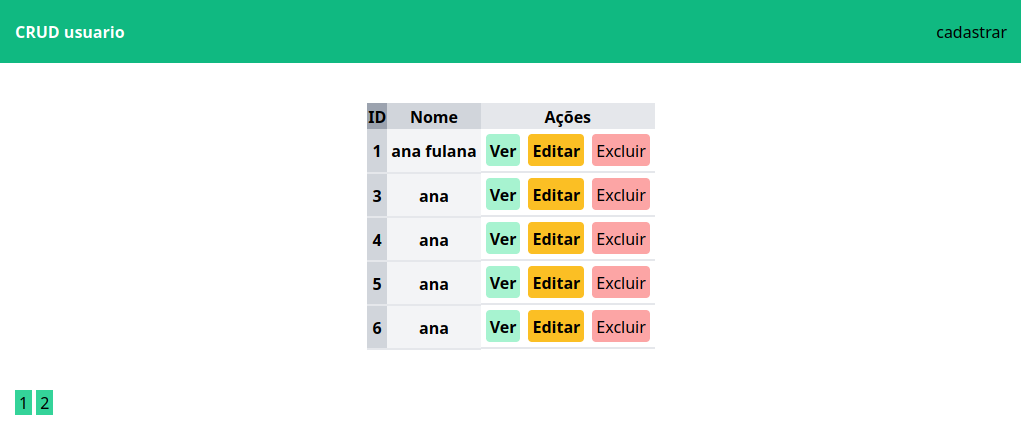 CRUD usuario cadastrar
ID Nome Ações
1 ana fulana Ver Editar Excluir
3 ana Ver Editar Excluir
4 ana Ver Editar Excluir
5 ana Ver Editar Excluir
6 ana Ver Editar Excluir
1 2